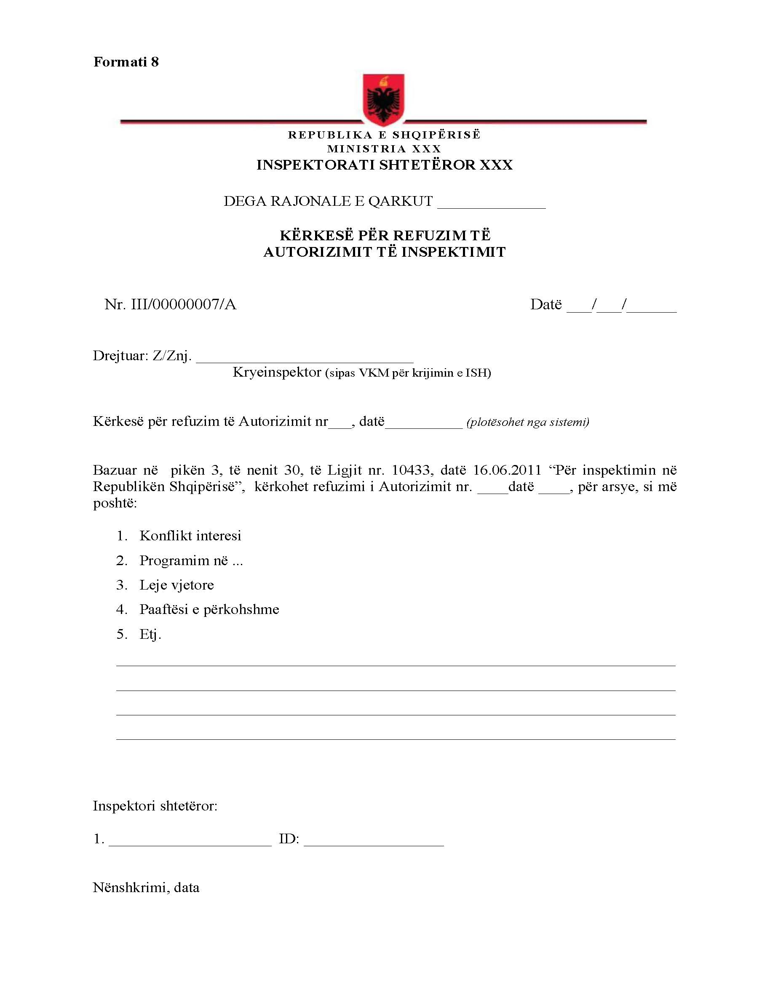 Formati 8
REPUBLIKA E SHQIPËRISË
MINISTRIA XXX
INSPEKTORATI SHTETËROR XXX
DEGA RAJONALE E QARKUT ______________
KËRKESË PËR REFUZIM TË
AUTORIZIMIT TË INSPEKTIMIT
Nr. III/00000007/A Datë ___/___/______
Drejtuar: Z/Znj. ____________________________
Kryeinspektor (sipas VKM për krijimin e ISH)
Kërkesë për refuzim të Autorizimit nr___, datë__________ (plotësohet nga sistemi)
Bazuar në pikën 3, të nenit 30, të Ligjit nr. 10433, datë 16.06.2011 “Për inspektimin në
Republikën Shqipërisë”, kërkohet refuzimi i Autorizimit nr. ____datë ____, për arsye, si më
poshtë:
1. Konflikt interesi
2. Programim në ...
3. Leje vjetore
4. Paaftësi e përkohshme
5. Etj.
Inspektori shtetëror:
1. _____________________ ID: __________________
Nënshkrimi, data